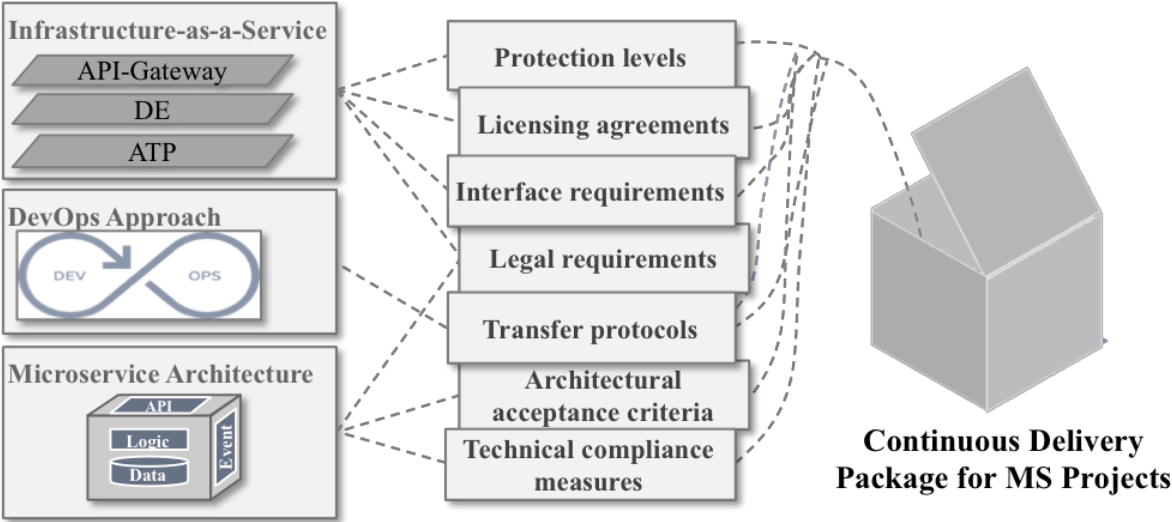 Infrastructure-as-a-Service
API-Gateway
DE
ATP
DevOps Approach
DEV
OPS
Microservice Architecture
API
Logic
Data
Event
Protection levels
Licensing agreements
Interface requirements
Legal requirements
Transfer protocols
Architectural
acceptance criteria
Technical compliance
measures
Continuous Delivery
Package for MS Projects